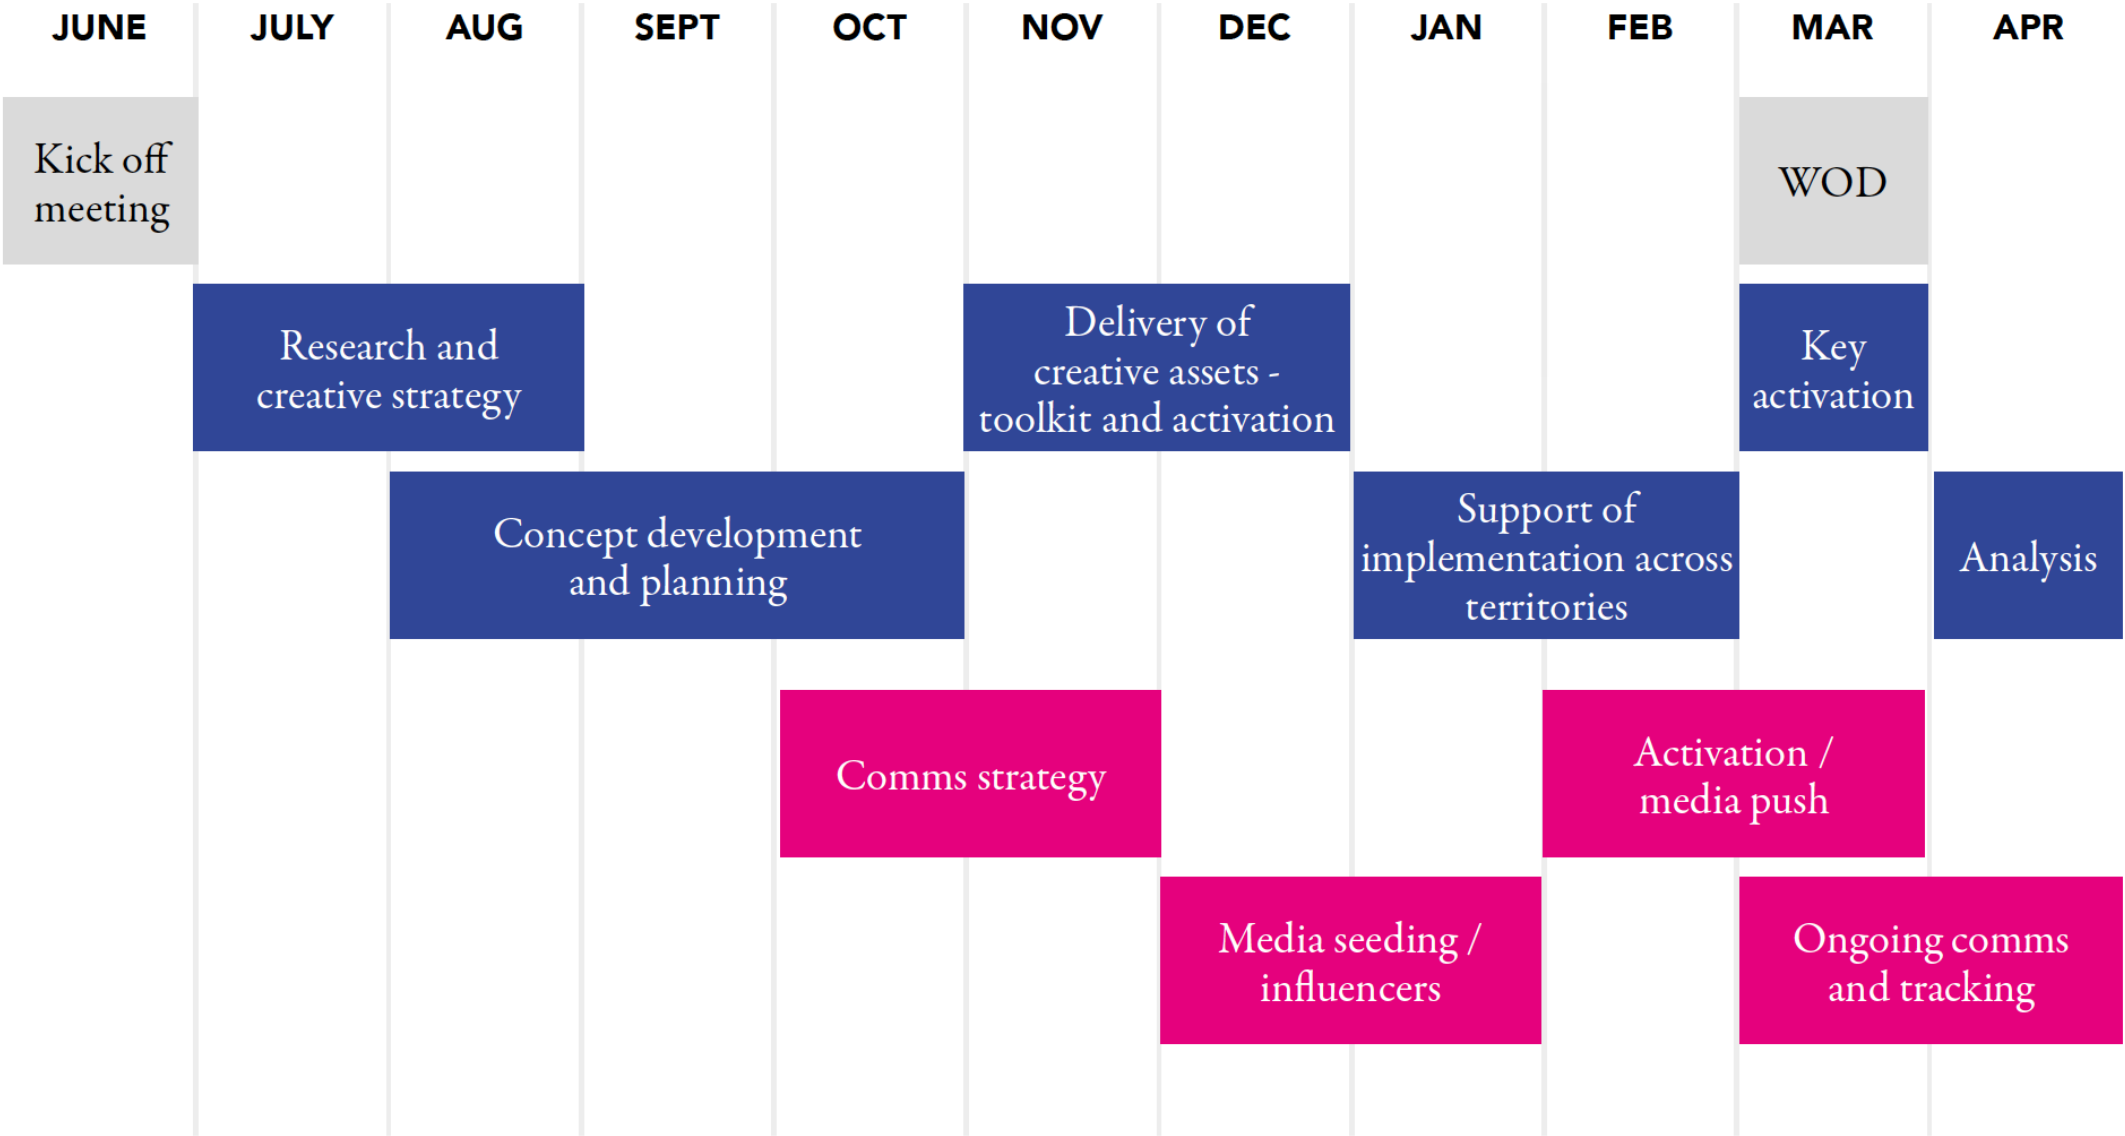 JUNE JULY AUG SEPT OCT NOV DEC JAN FEB MAR APR
Kick off
meeting
WOD
Research and
creative strategy
Delivery of
creative assets -
toolkit and activation
Key
activation
Concept development
and planning
Support of
implementation across
territories
Analysis
Comms strategy
Activation /
media push
Media seeding /
influencers
Ongoing comms
and tracking